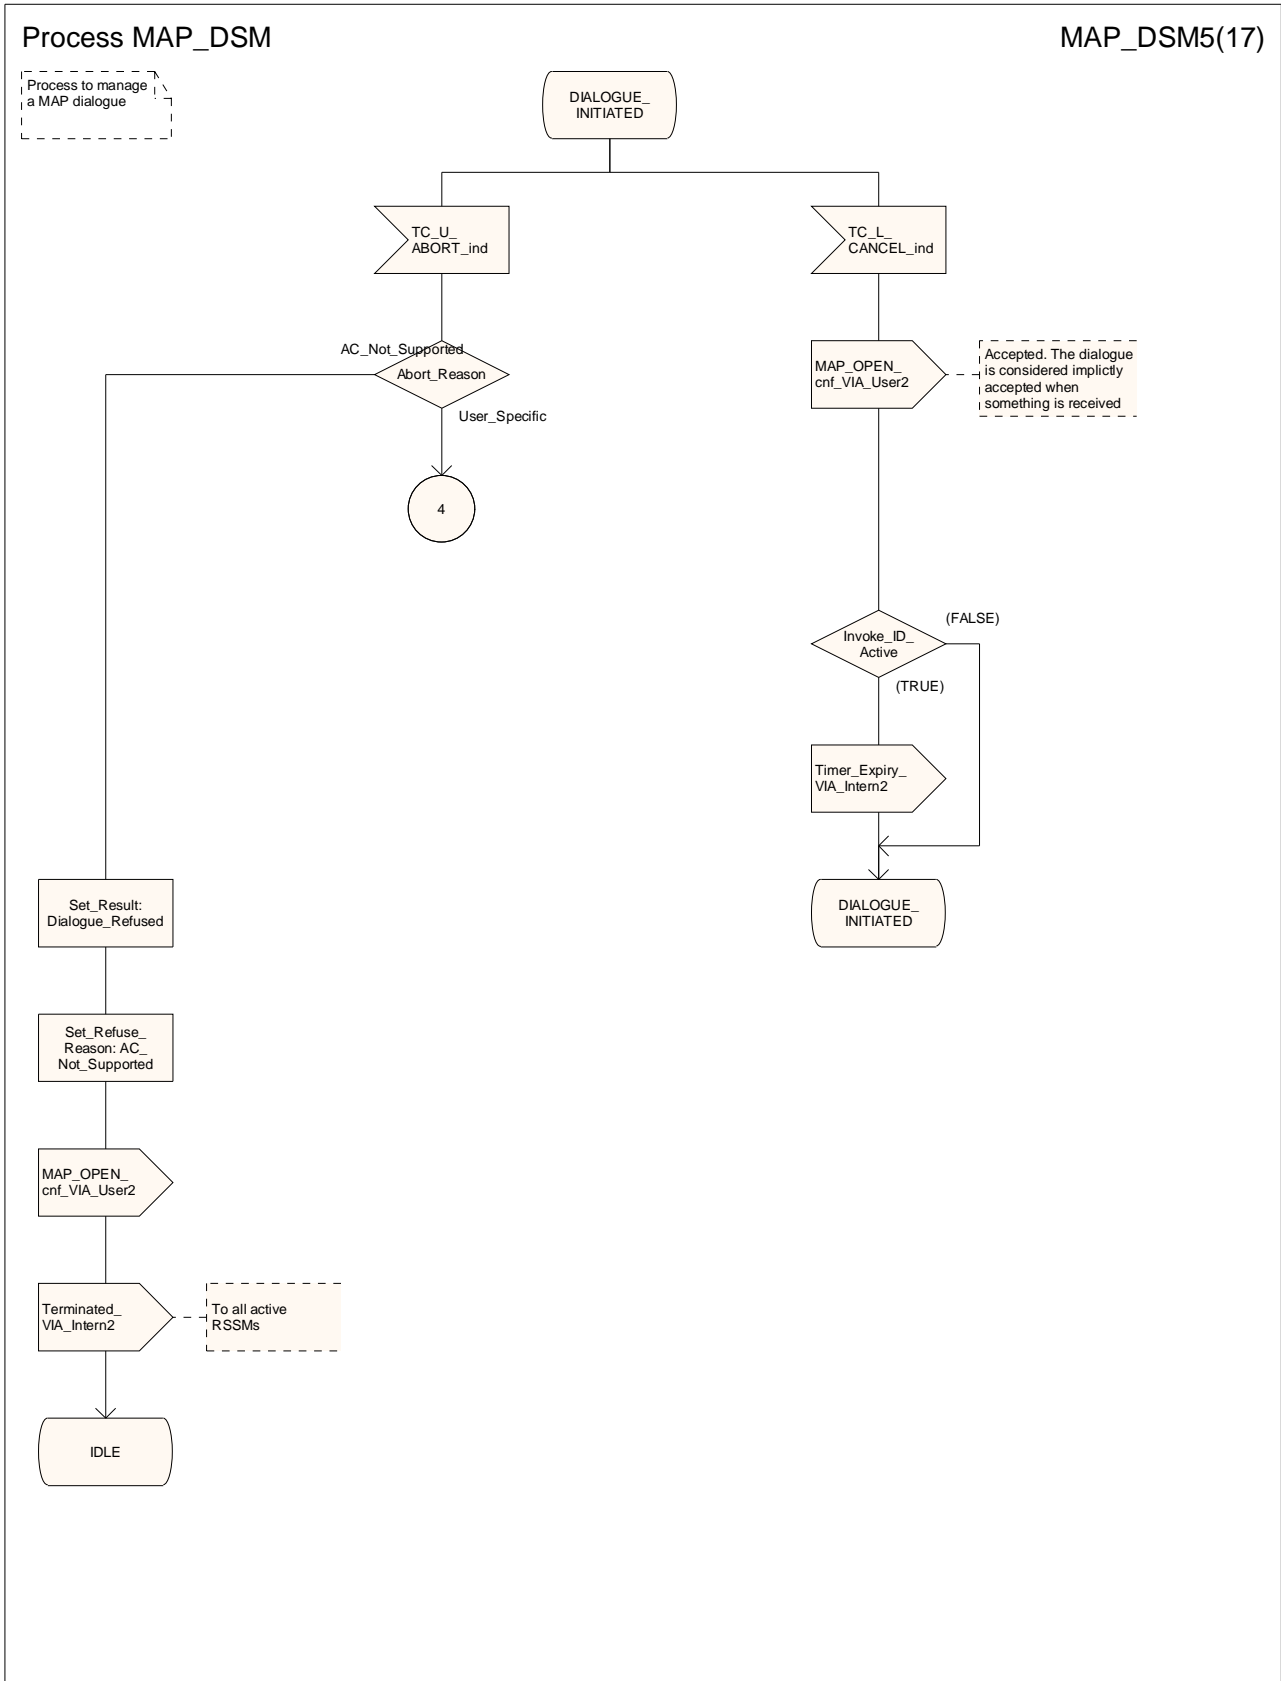 Process MAP_DSM
MAP_DSM5(17)
Process to manage
a MAP dialogue
DIALOGUE_
INITIATED
TC_U_
ABORT_ind
TC_L_
CANCEL_ind
AC_Not_Supported
Abort_Reason
User_Specific
4
MAP_OPEN_
cnf_VIA_User2
Accepted. The dialogue
is considered implictly
accepted when
something is received
Invoke_ID_
Active
(FALSE)
(TRUE)
Timer_Expiry_
VIA_Intern2
DIALOGUE_
INITIATED
Set_Result:
Dialogue_Refused
Set_Refuse_
Reason: AC_
Not_Supported
MAP_OPEN_
cnf_VIA_User2
Terminated_
VIA_Intern2
To all active
RSSMs
IDLE